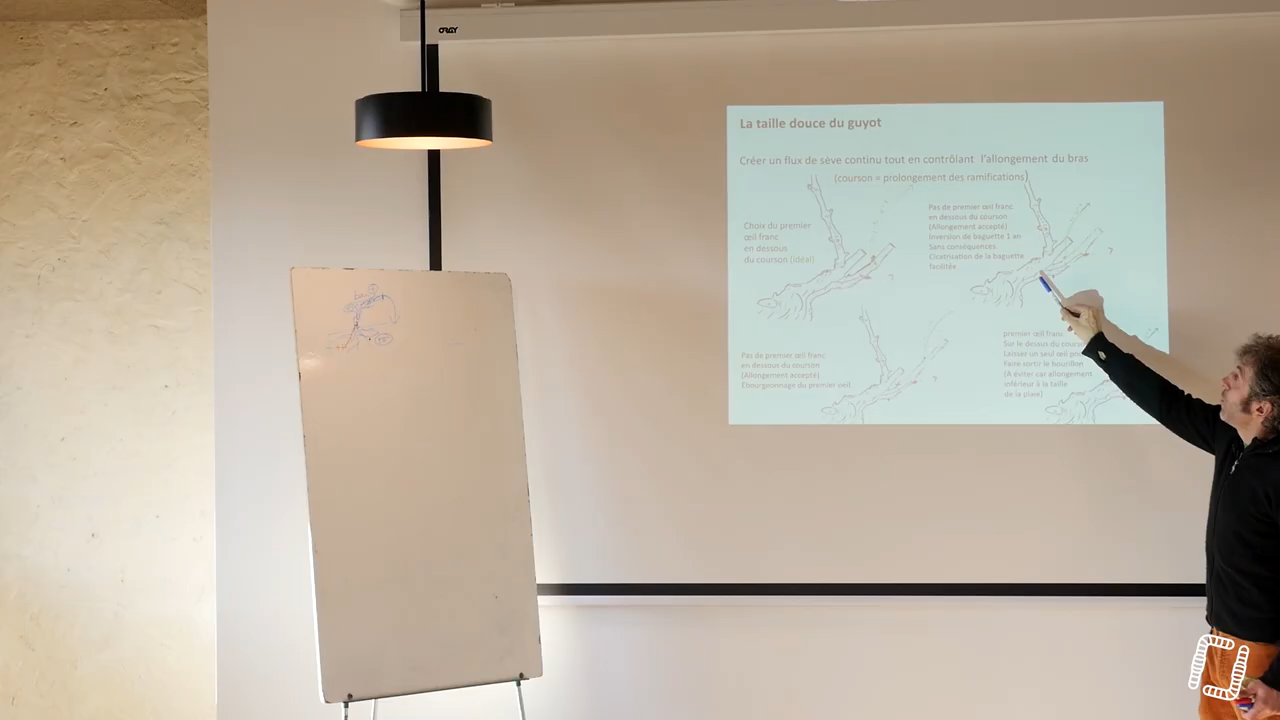 ORAY
La taille douce du guyot
Créer un flux de sève continu tout en contrôlant l'allongement du bras
(courson = prolongement des ramifications)
Choix du premier
œil franc
en dessous
du courson (idéal)
Pas de premier œil franc
en dessous du courson
(Allongement accepté)
Inversion de baguette 1 an
Sans conséquences.
Cicatrisation de la baguette
facilitée
Pas de premier œil franc
en dessous du courson
(Allongement accepté)
Ebourgeonnage du premier oeil
premier œil franc
Sur le dessus du courson
Laisser un seul œil
Faire sortir le bourillon
(A éviter car allongement
inférieur à la taille
de la plaie)